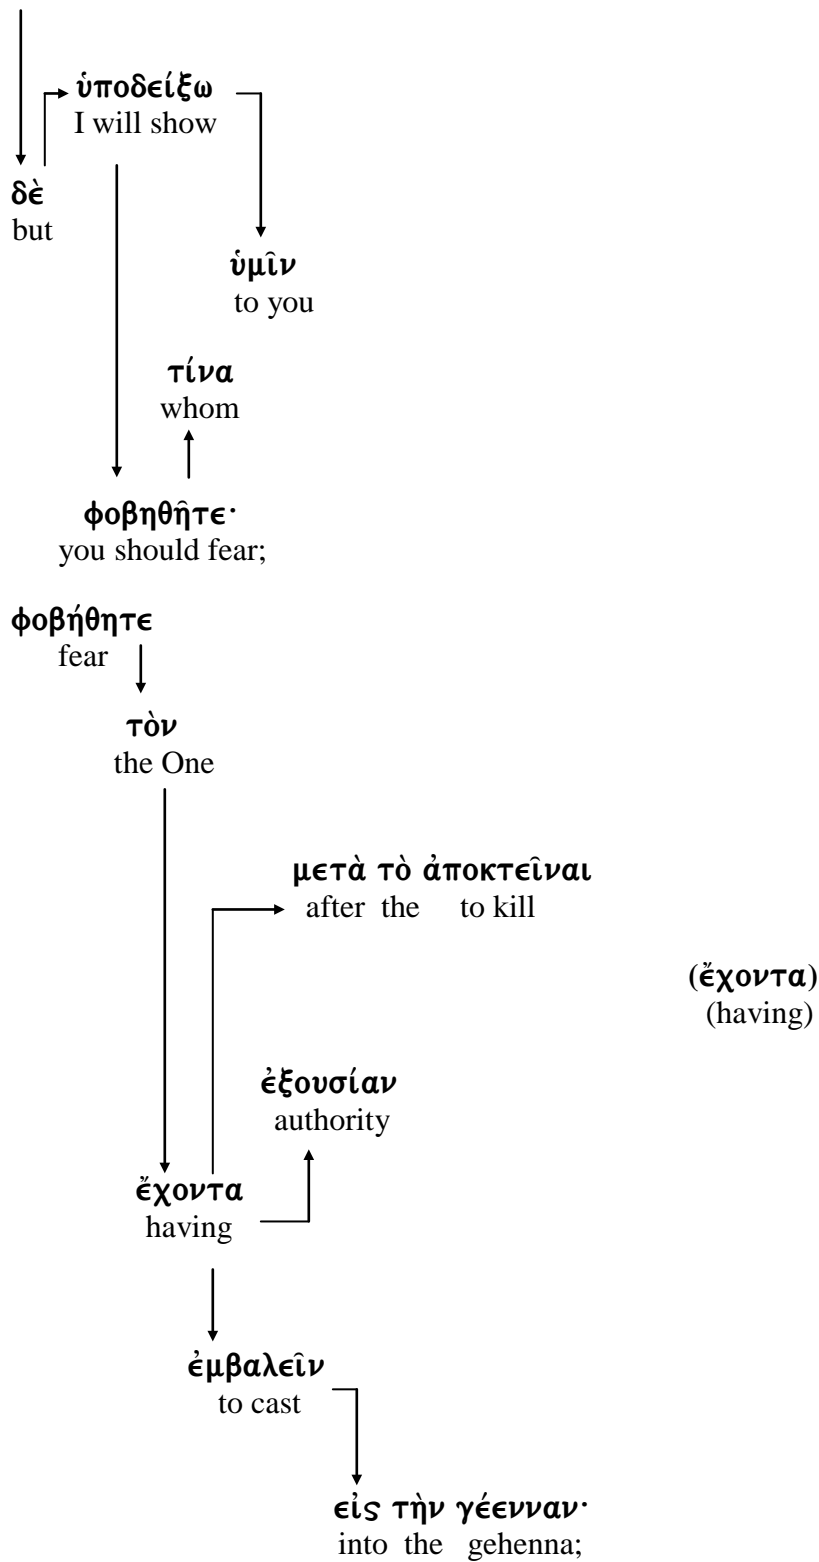 ὑποδείξω
I will show
δὲ
but
ὑμῖν
to you
τίνα
whom
φοβηθῆτε·
you should fear;
φοβήθητε
fear
τὸν
the One
μετὰ τὸ ἀποκτεῖναι
after the to kill
(ἔχοντα)
(having)
ἐξουσίαν
authority
ἔχοντα
having
ἐμβαλεῖν
to cast
εἰς τὴν γέενναν·
into the gehenna;